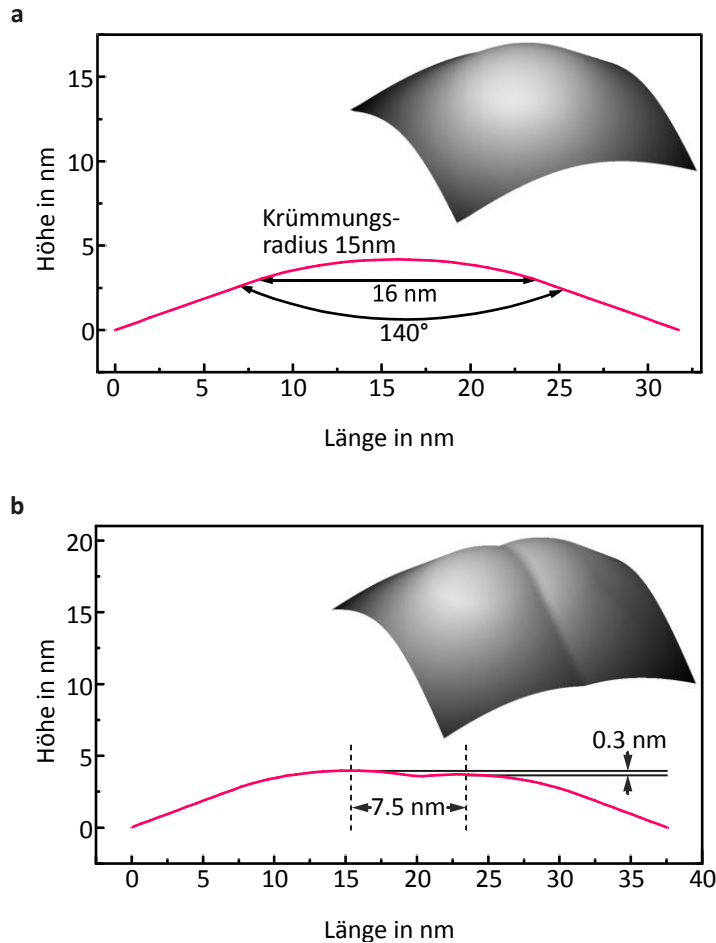 a
15
10
5
0
Höhe in nm
Krümmungs-
radius 15nm
16 nm
140°
0 5 10 15 20 25 30
Länge in nm
b
20
15
10
5
0
Höhe in nm
0.3 nm
7.5 nm
0 5 10 15 20 25 30 35 40
Länge in nm